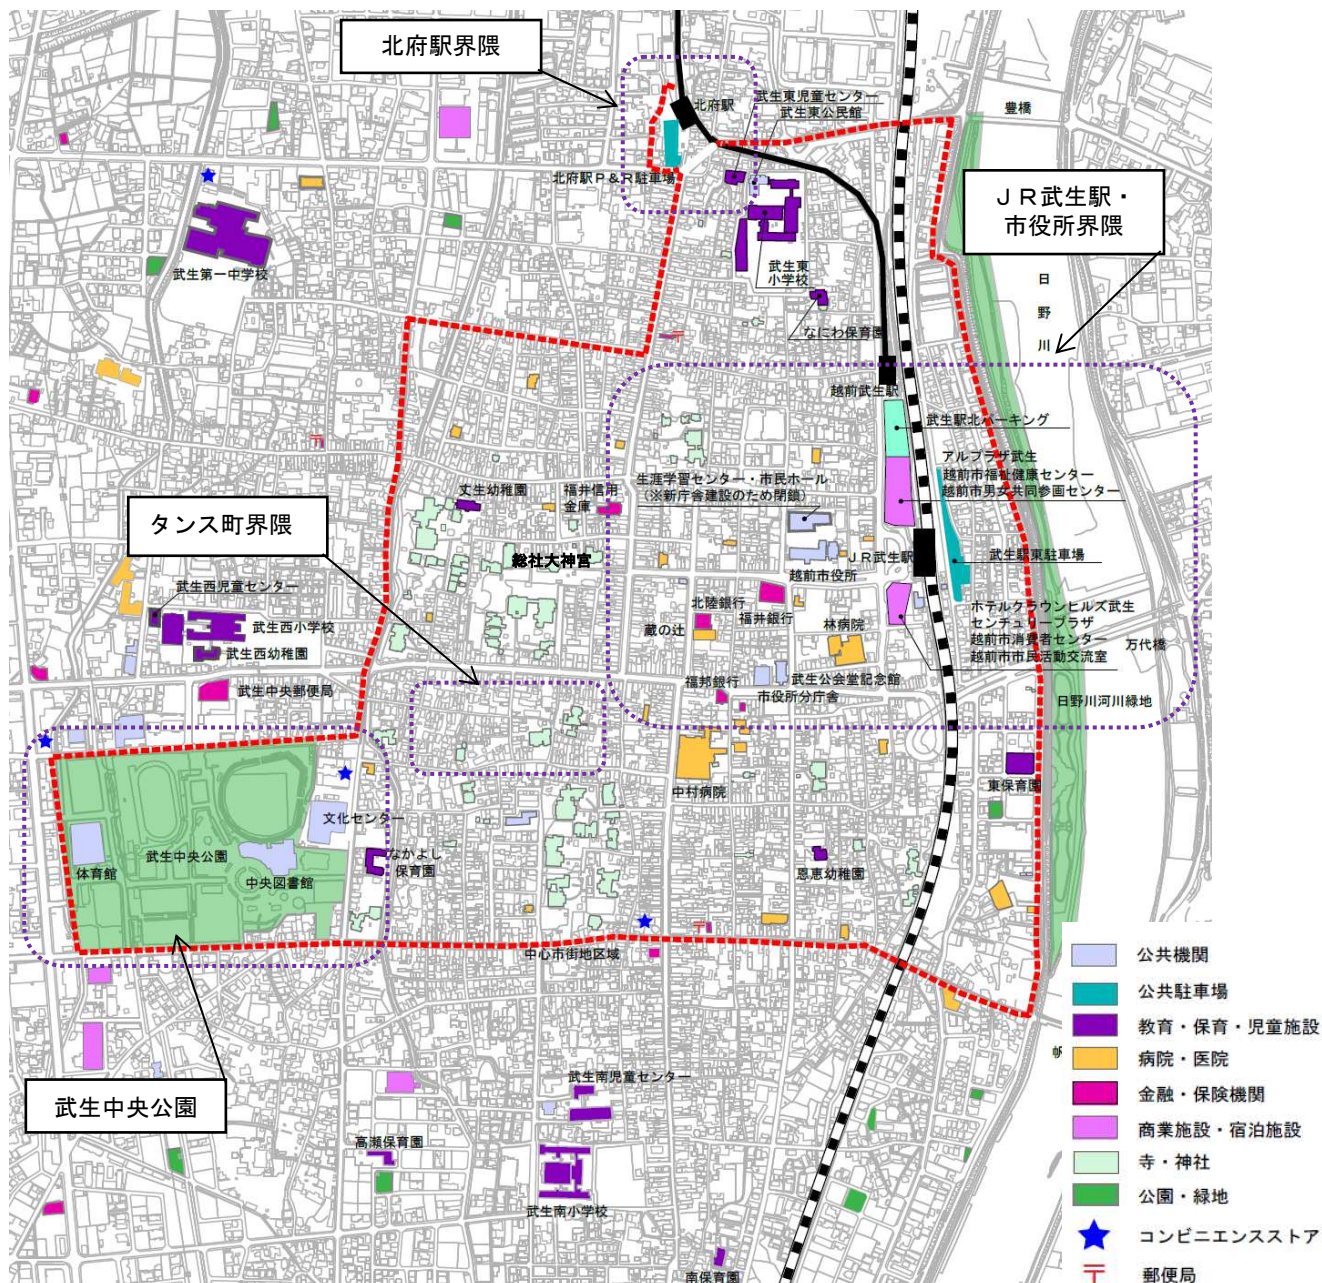 北府駅界隈
北府駅
武生東児童センター
武生東公民館
豊橋
北府駅P＆R駐車場
JR武生駅・
市役所界隈
武生第一中学校
武生東
小学校
なにわ保育園
日
野
川
越前武生駅
武生駅北パーキング
アルプラザ武生
越前市福祉健康センター
越前市男女共同参画センター
生涯学習センター・市民ホール
（※新庁舎建設のため閉鎖）
丈生幼稚園
福井信用
金庫
タンス町界隈
総社大神宮
JR武生駅
越前市役所
武生駅東駐車場
武生西児童センター
武生西小学校
武生西幼稚園
北陸銀行
福井銀行
蔵の辻
林病院
ホテルクラウンヒルズ武生
センチュリープラザ
越前市消費者センター
越前市市民活動交流室
万代橋
武生中央郵便局
福邦銀行
武生公会堂記念館
市役所分庁舎
日野川河川緑地
中村病院
東保育園
文化センター
武生中央公園
体育館
中央図書館
なかよし
保育園
恩恵幼稚園
中心市街地区域
帆
武生中央公園
武生南児童センター
高瀬保育園
武生南小学校
南保育園
公共機関
公共駐車場
教育・保育・児童施設
病院・医院
金融・保険機関
商業施設・宿泊施設
寺・神社
公園・緑地
コンビニエンスストア
〒 郵便局